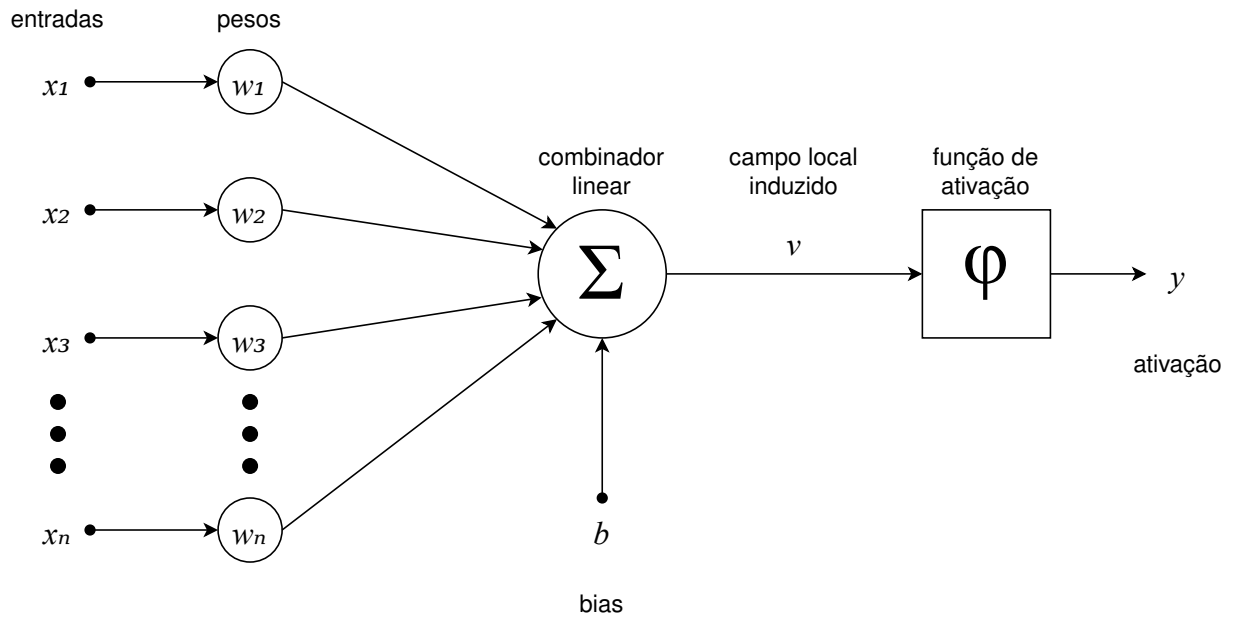 entradas
pesos
x1
w1
x2
w2
x3
w3
xn
wn
combinador
linear
Σ
b
bias
campo local
induzido
v
função de
ativação
φ
y
ativação